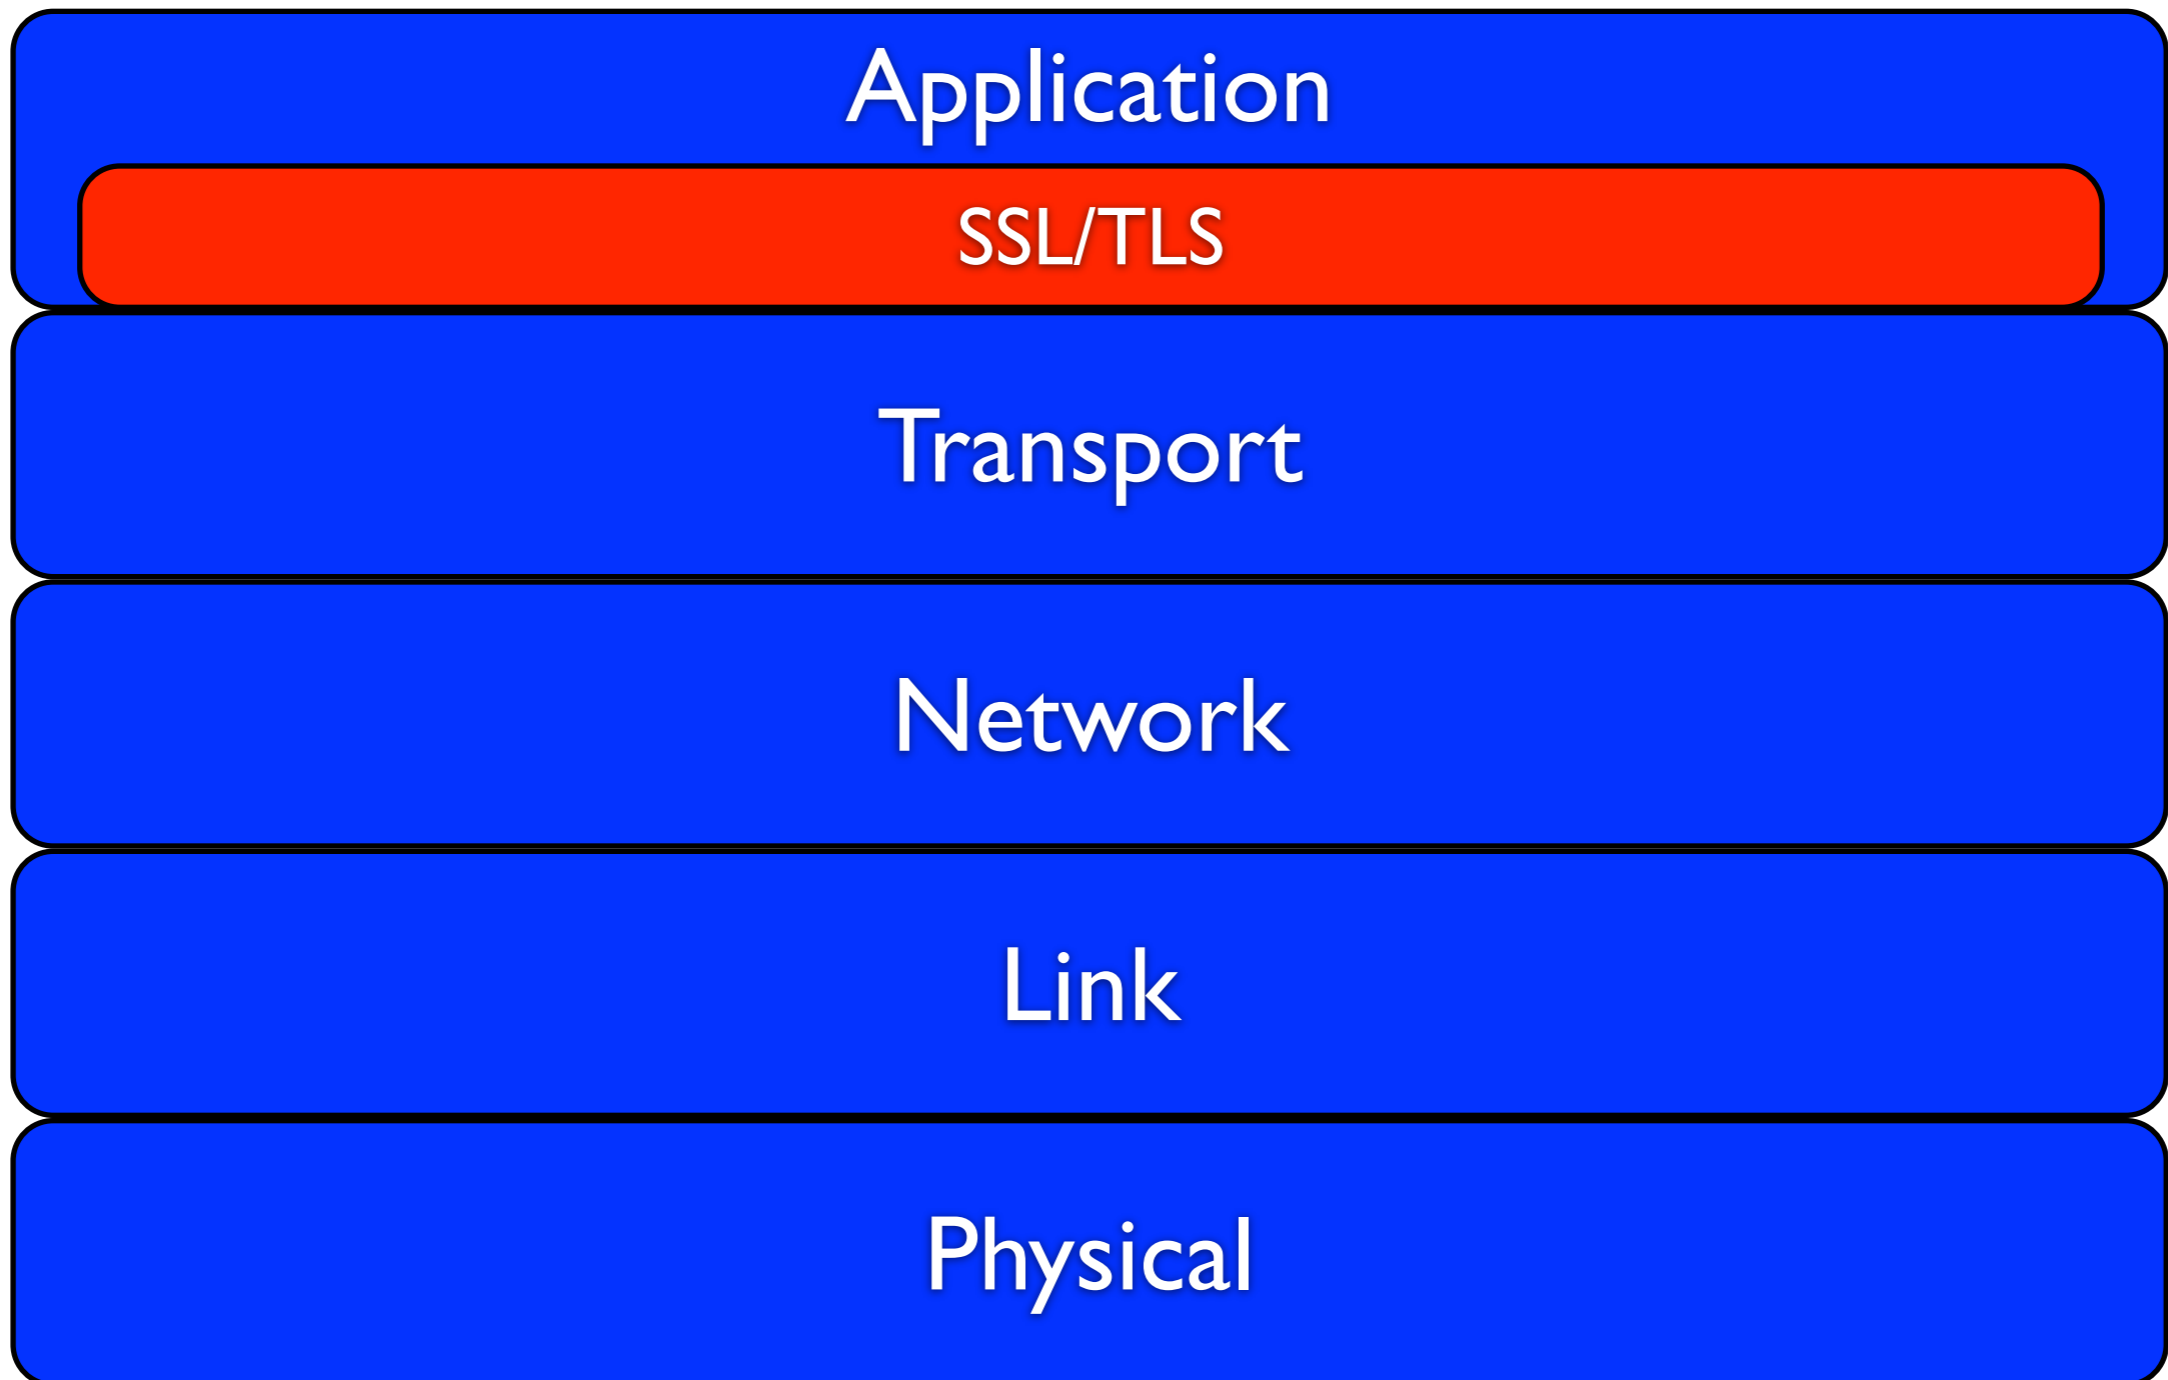 Application
SSL/TLS
Transport
Network
Link
Physical